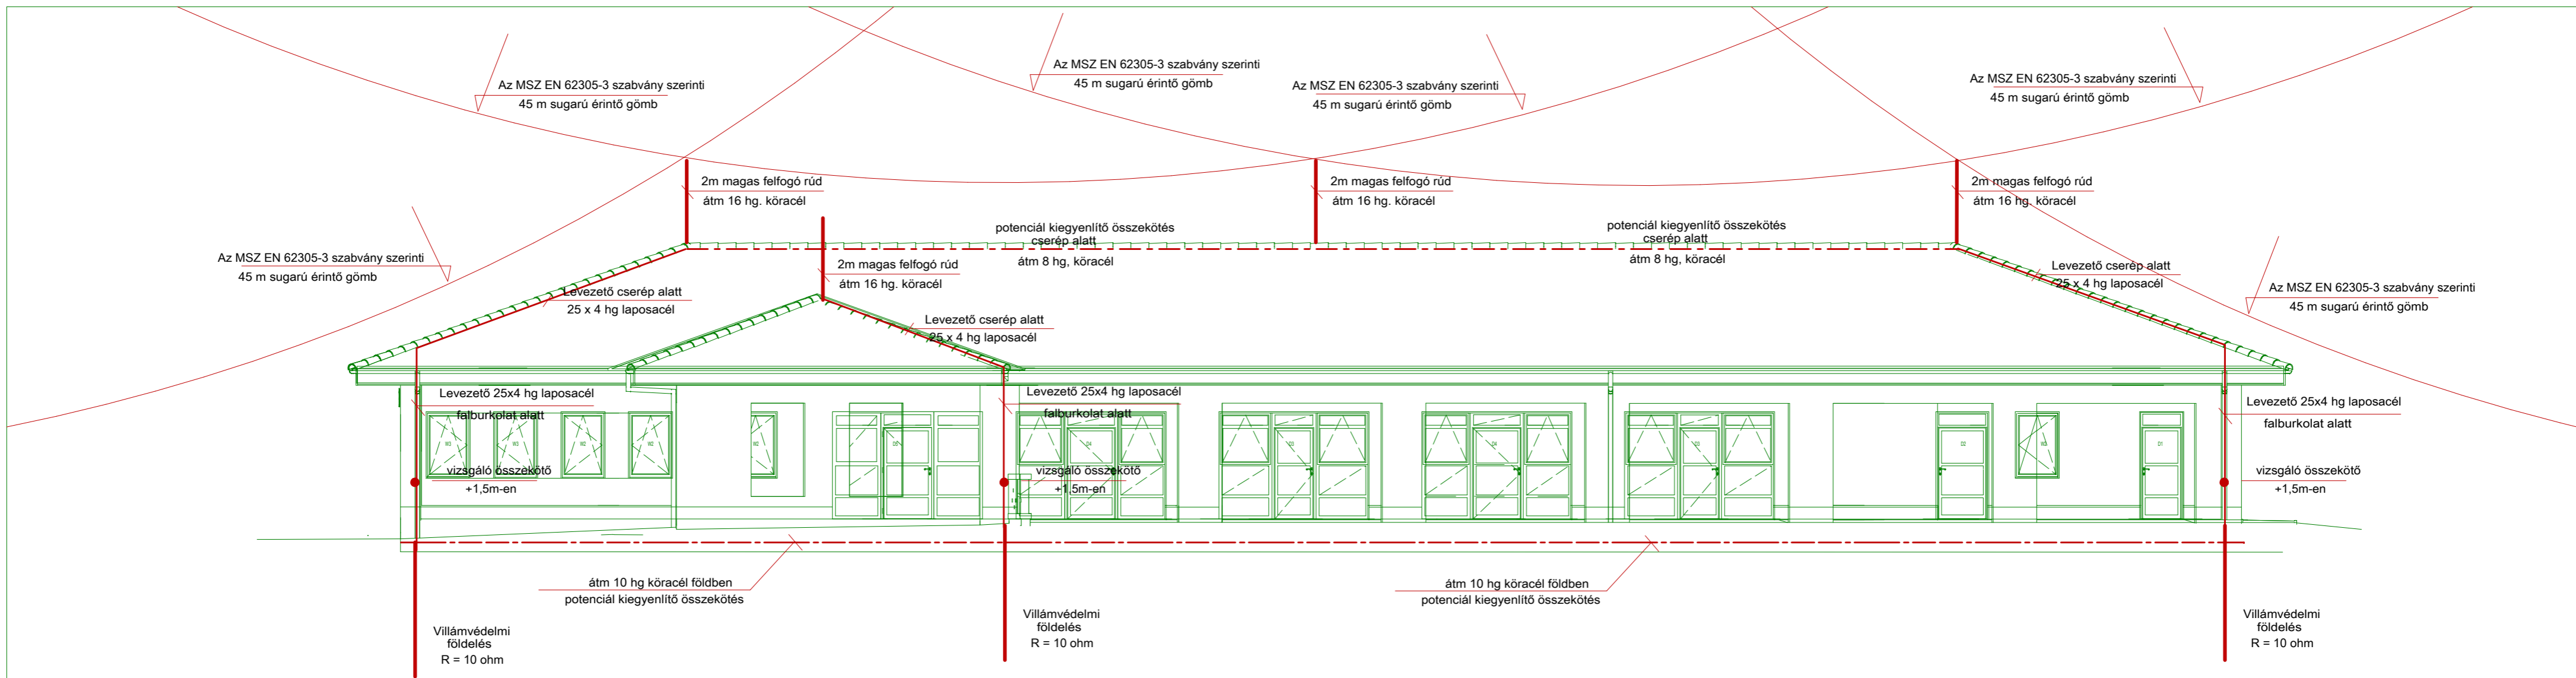 Az MSZ EN 62305-3 szabvány szerinti
45 m sugarú érintő gömb
Az MSZ EN 62305-3 szabvány szerinti
45 m sugarú érintő gömb
Az MSZ EN 62305-3 szabvány szerinti
45 m sugarú érintő gömb
Az MSZ EN 62305-3 szabvány szerinti
45 m sugarú érintő gömb
2m magas felfogó rúd
átm 16 hg. köracél
2m magas felfogó rúd
átm 16 hg. köracél
2m magas felfogó rúd
átm 16 hg. köracél
potenciál kiegyenlítő összekötés
cserép alatt
átm 8 hg, köracél
potenciál kiegyenlítő összekötés
cserép alatt
átm 8 hg, köracél
Az MSZ EN 62305-3 szabvány szerinti
45 m sugarú érintő gömb
2m magas felfogó rúd
átm 16 hg. köracél
Levezető cserép alatt
25 x 4 hg laposacél
Levezető cserép alatt
25 x 4 hg laposacél
Az MSZ EN 62305-3 szabvány szerinti
45 m sugarú érintő gömb
Levezető cserép alatt
25 x 4 hg laposacél
Levezető 25x4 hg laposacél
falburkolat alatt
Levezető 25x4 hg laposacél
falburkolat alatt
Levezető 25x4 hg laposacél
falburkolat alatt
vizsgáló összekötő
+1,5m-en
vizsgáló összekötő
+1,5m-en
vizsgáló összekötő
+1,5m-en
átm 10 hg köracél földben
potenciál kiegyenlítő összekötés
átm 10 hg köracél földben
potenciál kiegyenlítő összekötés
Villámvédelmi
földelés
R = 10 ohm
Villámvédelmi
földelés
R = 10 ohm
Villámvédelmi
földelés
R = 10 ohm